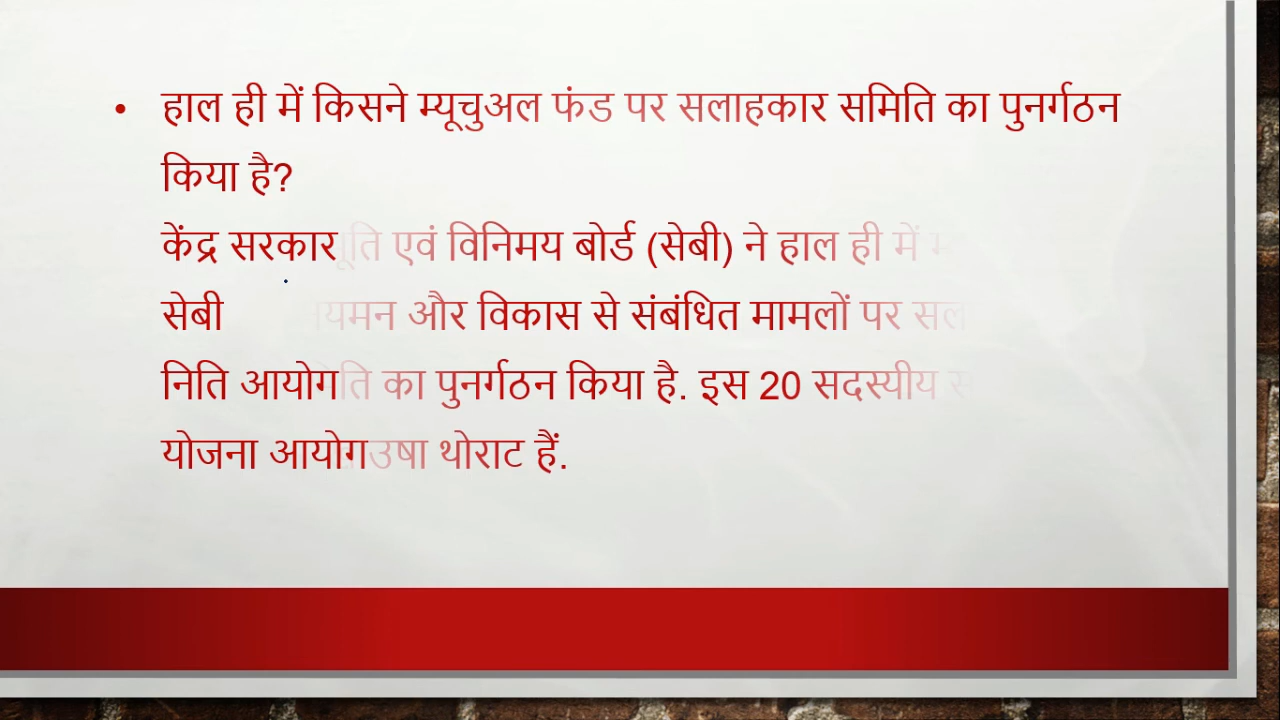 • हाल ही में किसने म्यूचुअल फंड पर सलाहकार समिति का पुनर्गठन
किया है?
केंद्र सरकार एवं विनिमय बोर्ड (सेबी) ने हाल ही में
सेबी और विकास से संबंधित मामलों पर
निति आयोग का पुनर्गठन किया है. इस 20 सदस्यीय
योजना आयोग उषा थोराट हैं.